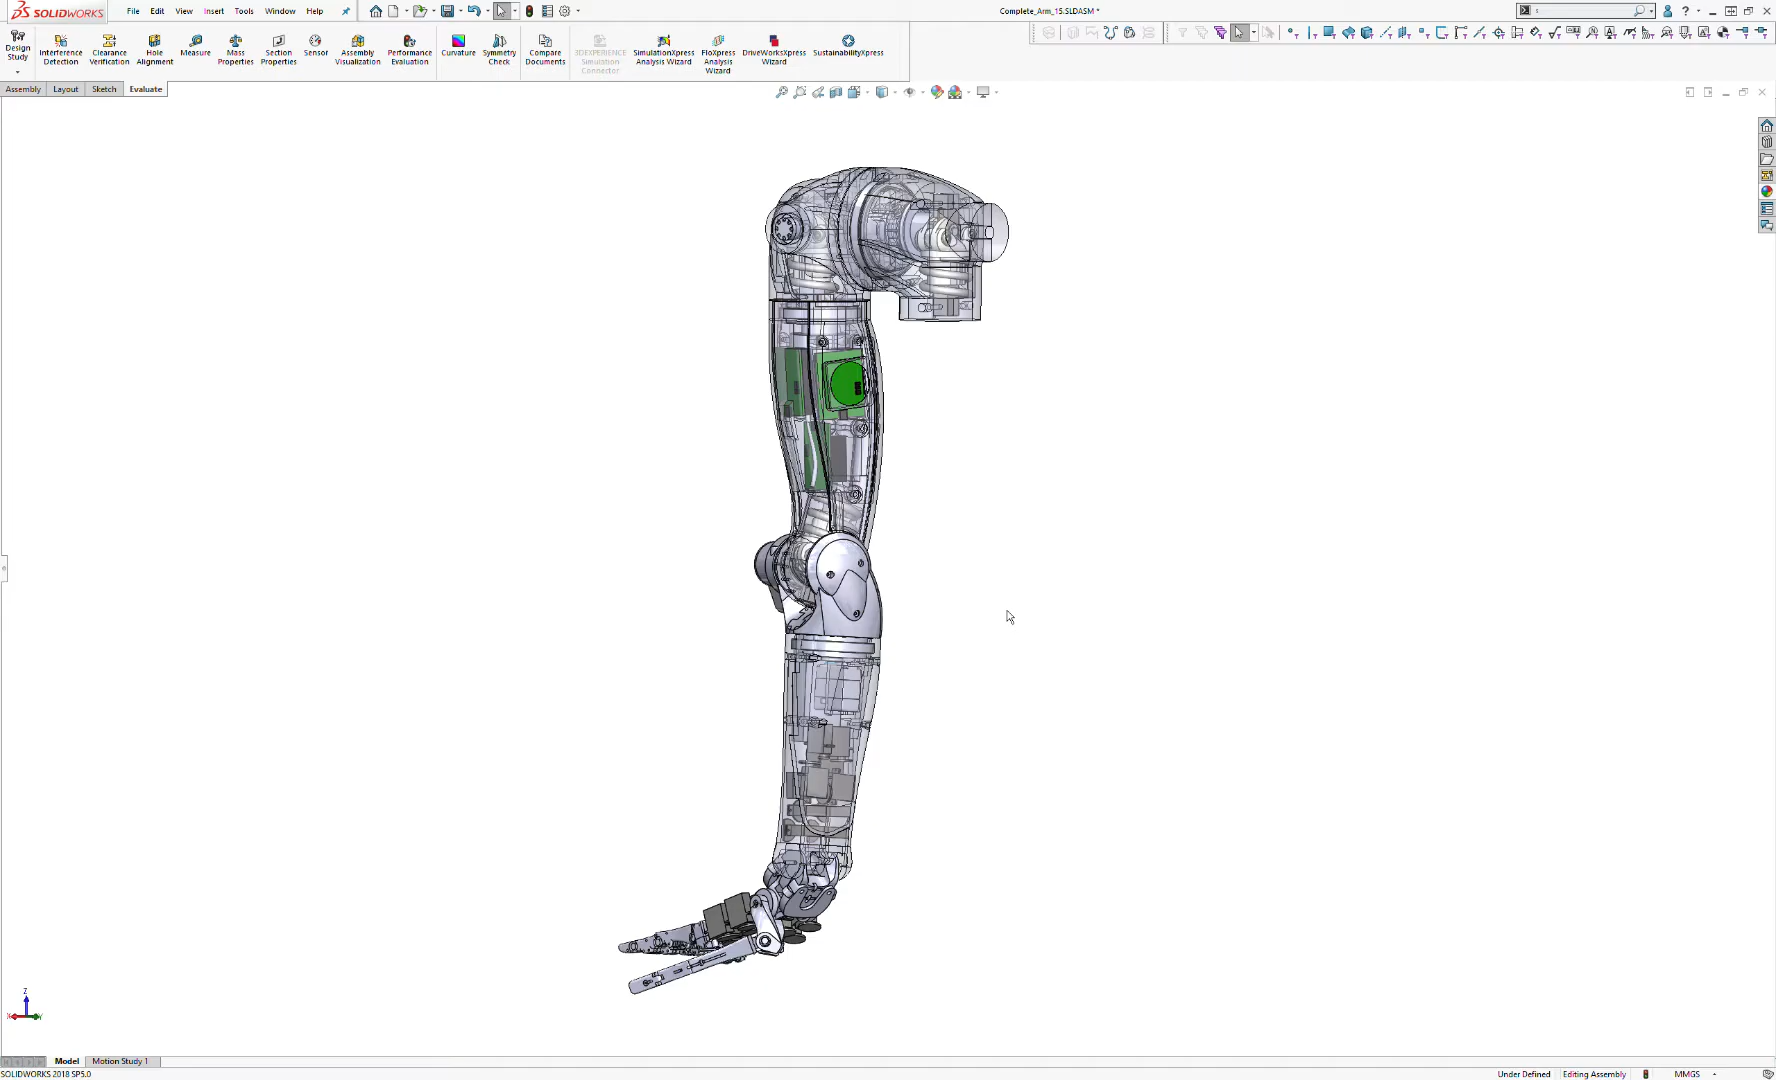 SOLIDWORKS File Edit View Insert Tools Window Help Complete_Arm_15.SLDASM *
Design Study
Interference Detection
Clearance Verification
Hole Alignment
Measure
Mass Properties
Section Properties
Sensor
Assembly Visualization
Performance Evaluation
Curvature
Symmetry Check
Compare Documents
3DEXPERIENCE Simulation Connector
SimulationXpress Analysis Wizard
FloXpress Analysis Wizard
DriveWorksXpress Wizard
SustainabilityXpress
Assembly Layout Sketch Evaluate
Z
X Y
Model Motion Study 1
SOLIDWORKS 2018 SP5.0 Under Defined Editing Assembly MMGS